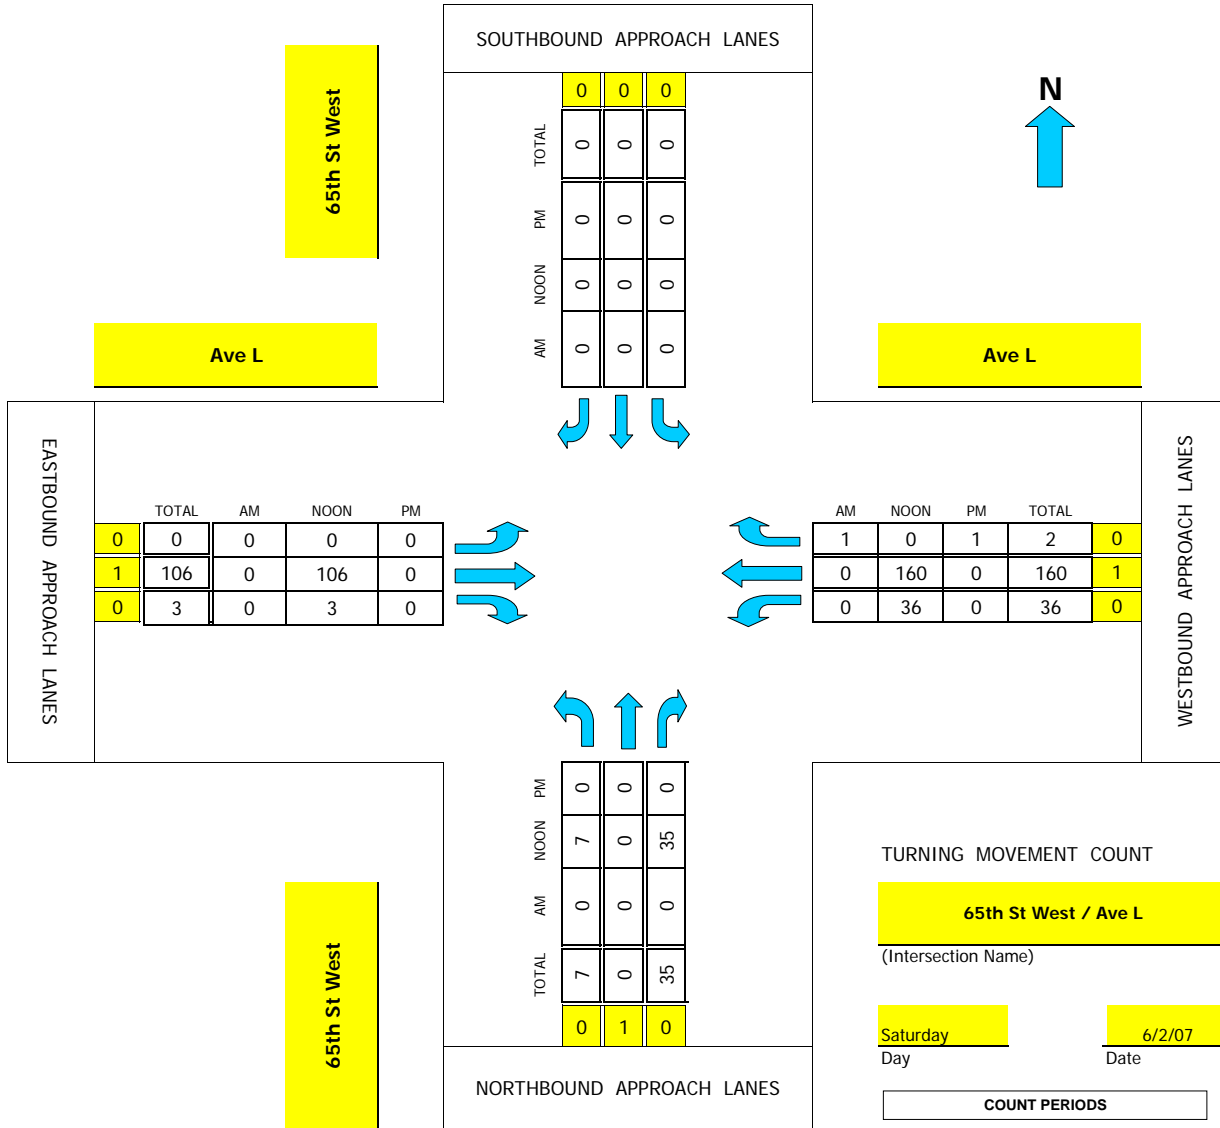 SOUTHBOUND APPROACH LANES
0 0 0
65th St West
N
TOTAL 0 0 0
PM 0 0 0
NOON 0 0 0
AM 0 0 0
Ave L
Ave L
EASTBOUND APPROACH LANES
TOTAL AM NOON PM
0 0 0 0 0
1 106 0 106 0
0 3 0 3 0
AM NOON PM TOTAL
1 0 1 2 0
0 160 0 160 1
0 36 0 36 0
WESTBOUND APPROACH LANES
PM 0 0 0
NOON 7 0 35
AM 0 0 0
TOTAL 7 0 35
0 1 0
65th St West
NORTHBOUND APPROACH LANES
TURNING MOVEMENT COUNT
65th St West / Ave L
(Intersection Name)
Saturday 6/2/07
Day Date
COUNT PERIODS